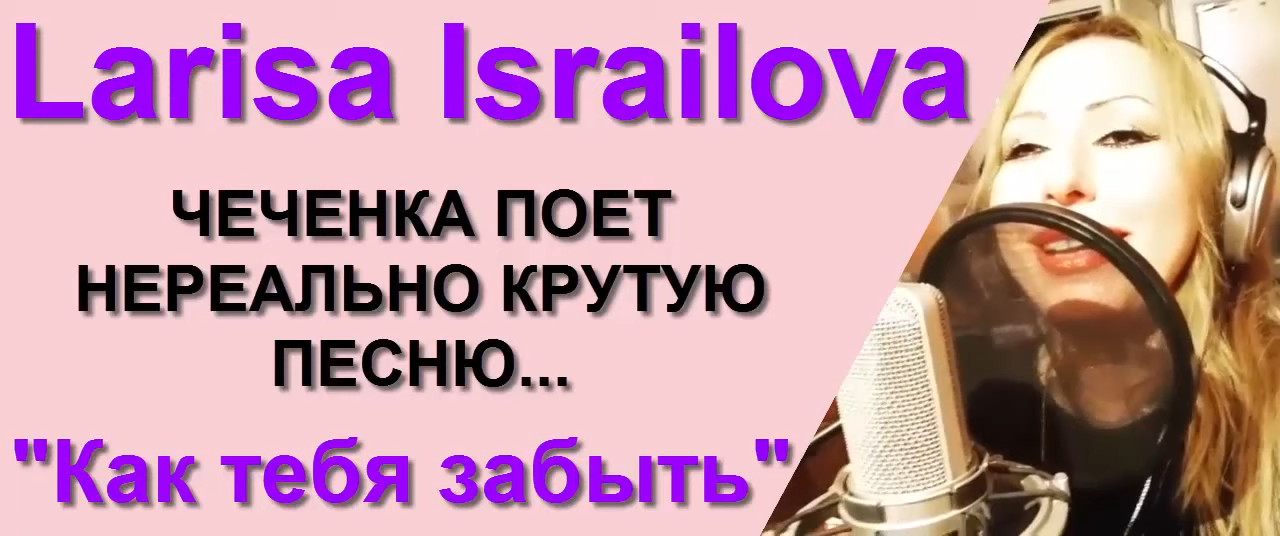 Larisa Israilova
ЧЕЧЕНКА ПОЕТ
НЕРЕАЛЬНО КРУТУЮ
ПЕСНЮ...
"Как тебя забыть"